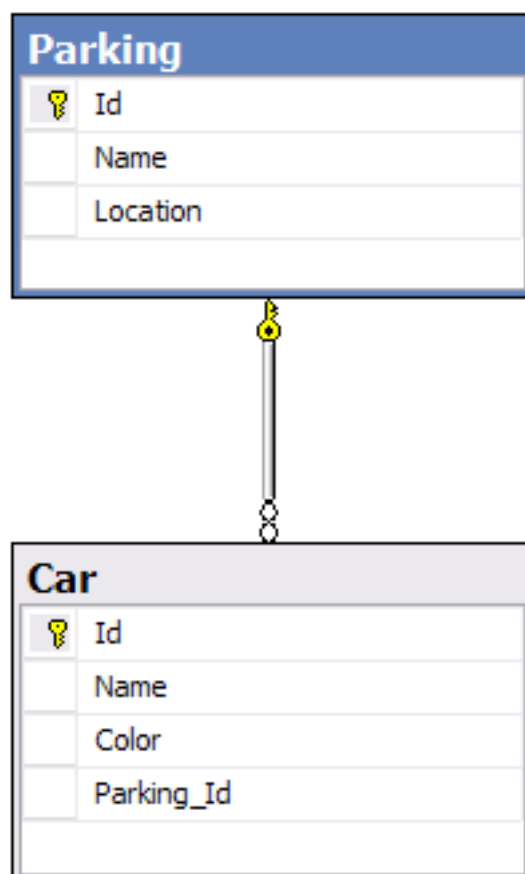 Parking
Id
Name
Location
Car
Id
Name
Color
Parking_Id